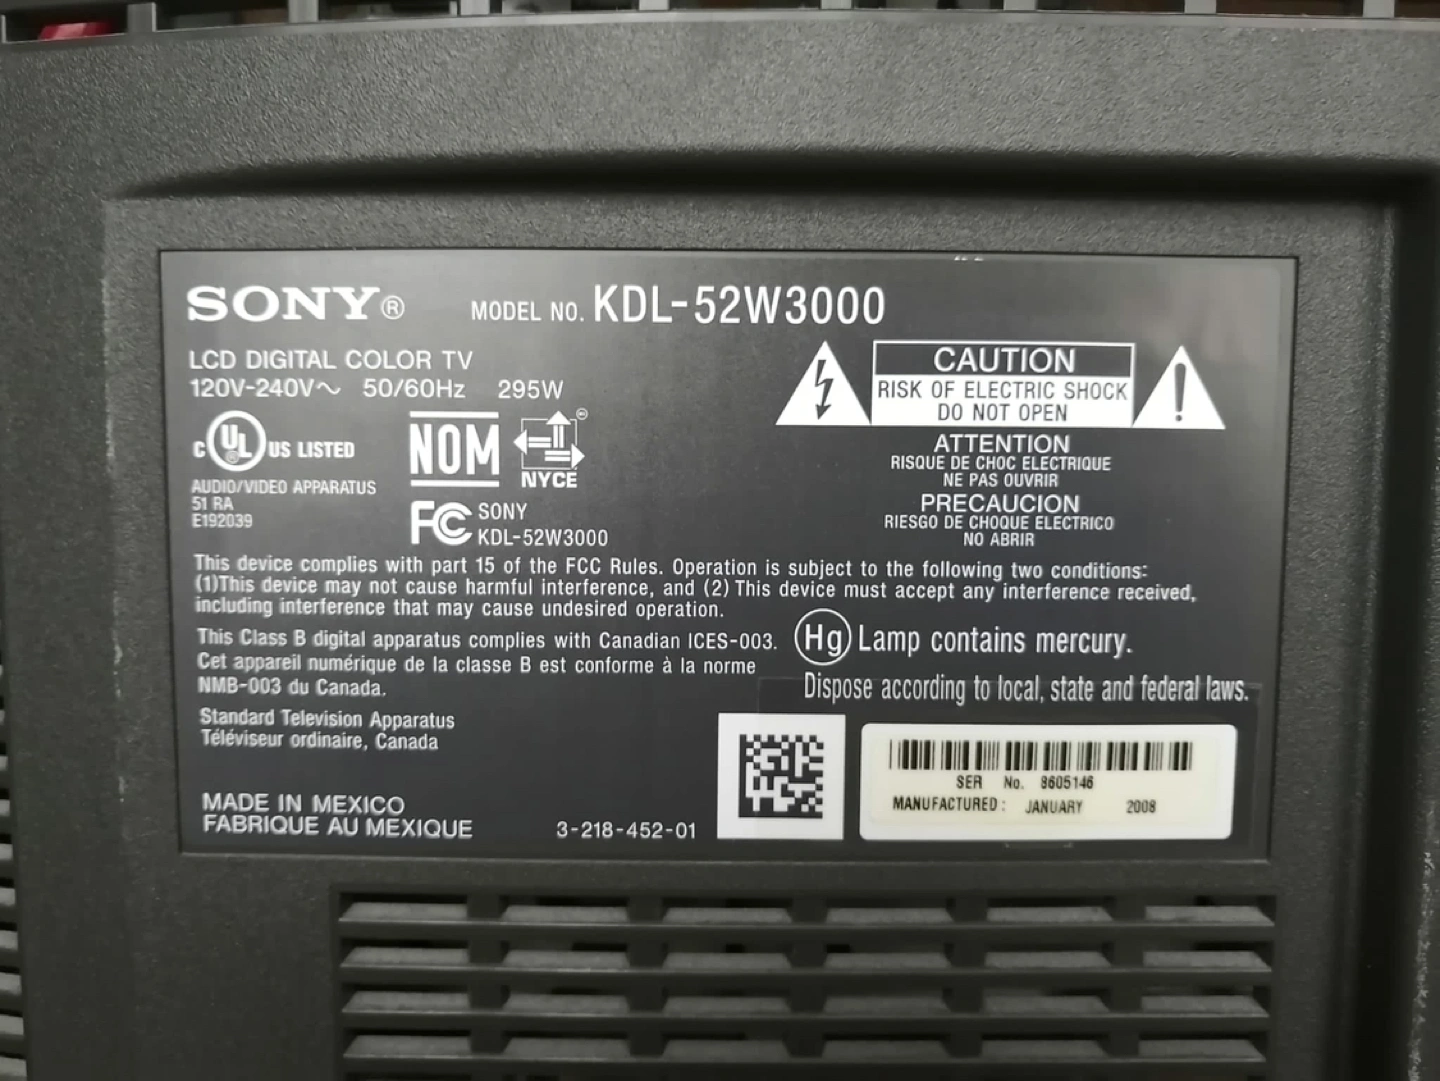 SONY®
MODEL NO. KDL-52W3000
LCD DIGITAL COLOR TV
120V-240V～ 50/60Hz 295W
C UL® US LISTED
AUDIO/VIDEO APPARATUS
51 RA
E192039
NOM
NYCE
FC SONY
KDL-52W3000
CAUTION
RISK OF ELECTRIC SHOCK
DO NOT OPEN
ATTENTION
RISQUE DE CHOC ELECTRIQUE
NE PAS OUVRIR
PRECAUCION
RIESGO DE CHOQUE ELECTRICO
NO ABRIR
This device complies with part 15 of the FCC Rules. Operation is subject to the following two conditions:
(1)This device may not cause harmful interference, and (2) This device must accept any interference received,
including interference that may cause undesired operation.
This Class B digital apparatus complies with Canadian ICES-003.
Cet appareil numérique de la classe B est conforme à la norme
NMB-003 du Canada.
Hg Lamp contains mercury.
Dispose according to local, state and federal laws.
Standard Television Apparatus
Téléviseur ordinaire, Canada
MADE IN MEXICO
FABRIQUE AU MEXIQUE
3-218-452-01
SER No. 8605146
MANUFACTURED: JANUARY 2008